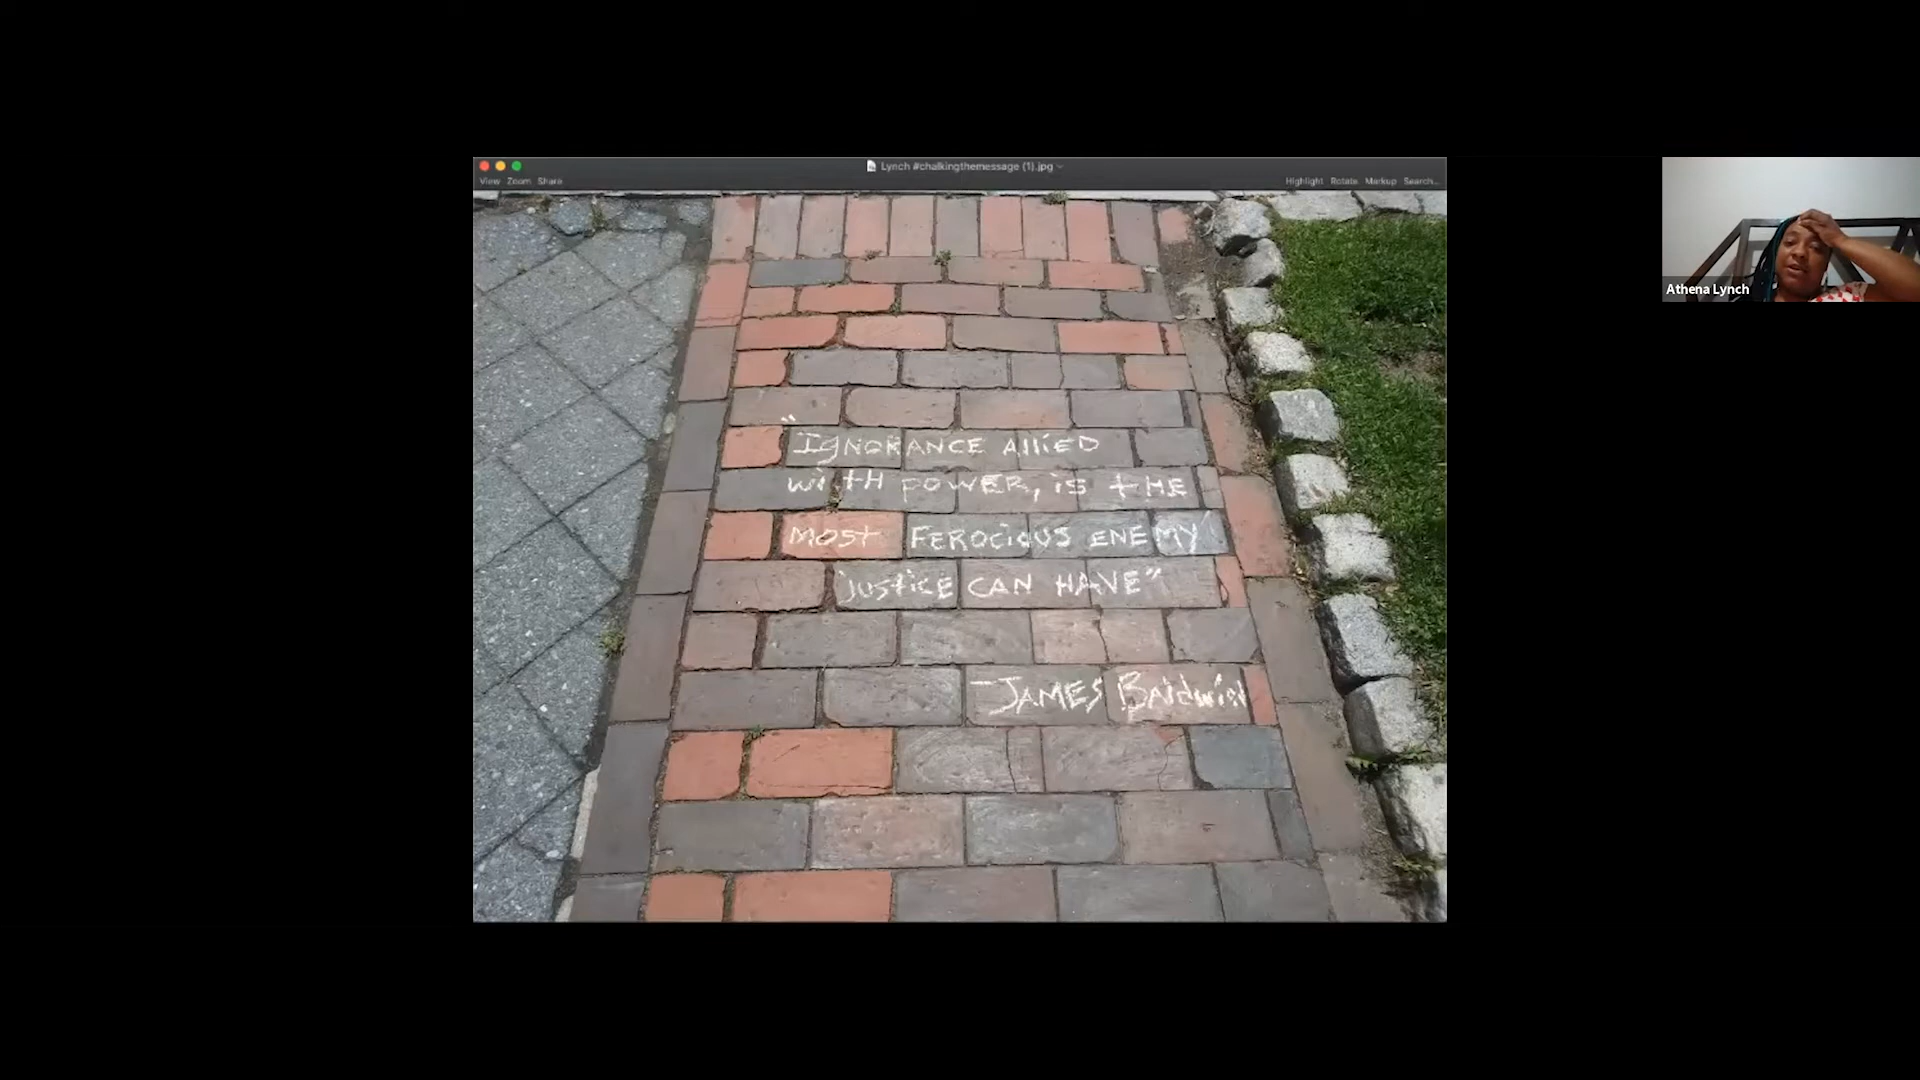 Lynch #chalkingthemessage (1).jpg
View Zoom Share
Highlight Rotate Markup Search...
"IGNORANCE AlliED
with POWER, is tHE
MOSt FEROCiOUS ENEMY
JUStiCE CAN HAVE"
-JAMES BAldwiN
Athena Lynch